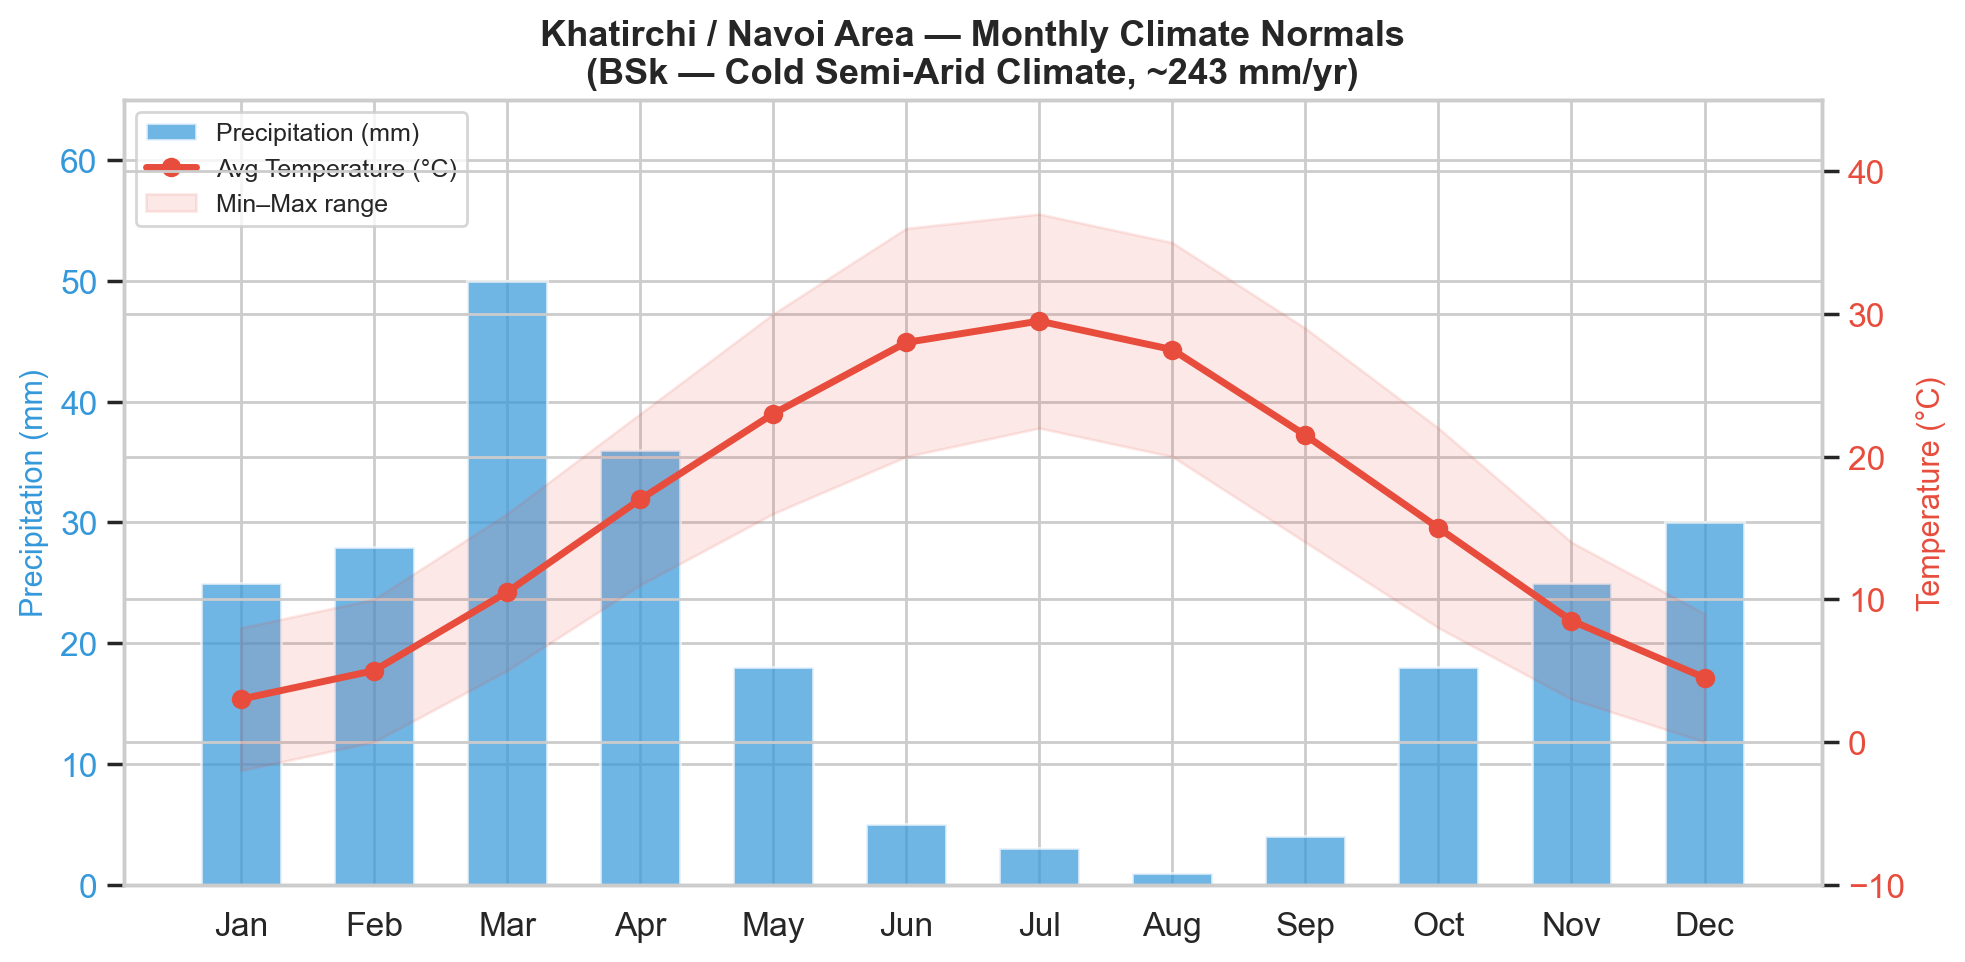 Khatirchi / Navoi Area — Monthly Climate Normals
(BSk — Cold Semi-Arid Climate, ~243 mm/yr)
Precipitation (mm)
Avg Temperature (°C)
Min–Max range
Precipitation (mm)
60
50
40
30
20
10
0
Temperature (°C)
40
30
20
10
0
−10
Jan Feb Mar Apr May Jun Jul Aug Sep Oct Nov Dec